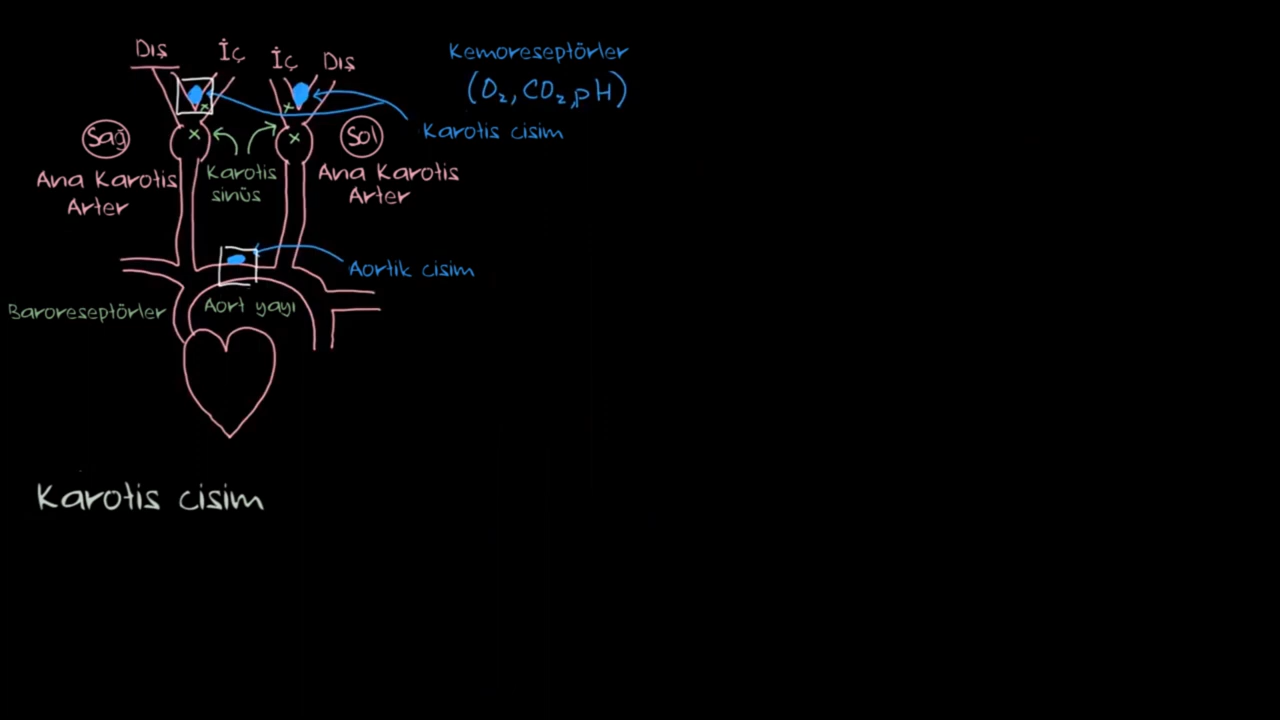 Dış
İç
İç
Dış
Kemoreseptörler
(O₂, CO₂, pH)
Karotis cisim
Sağ
Sol
Ana Karotis
Arter
Karotis
sinüs
Ana Karotis
Arter
Aortik cisim
Baroreseptörler
Aort yayı
Karotis cisim